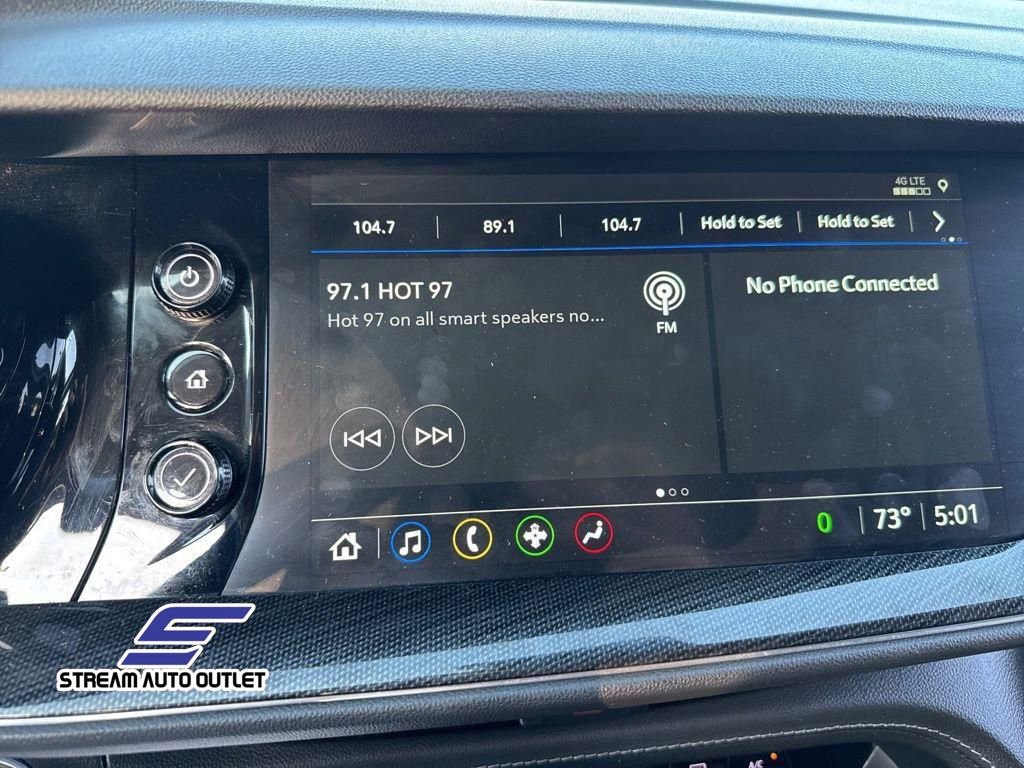 4G LTE
104.7 89.1 104.7 Hold to Set Hold to Set
97.1 HOT 97
Hot 97 on all smart speakers no...
FM
No Phone Connected
0 73° 5:01
STREAM AUTO OUTLET
A/C